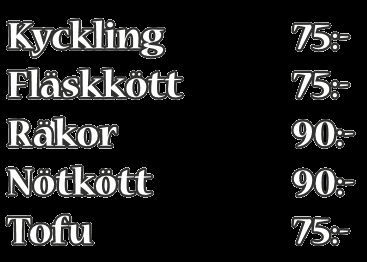 Kyckling 75:-
Fläskkött 75:-
Räkor 90:-
Nötkött 90:-
Tofu 75:-